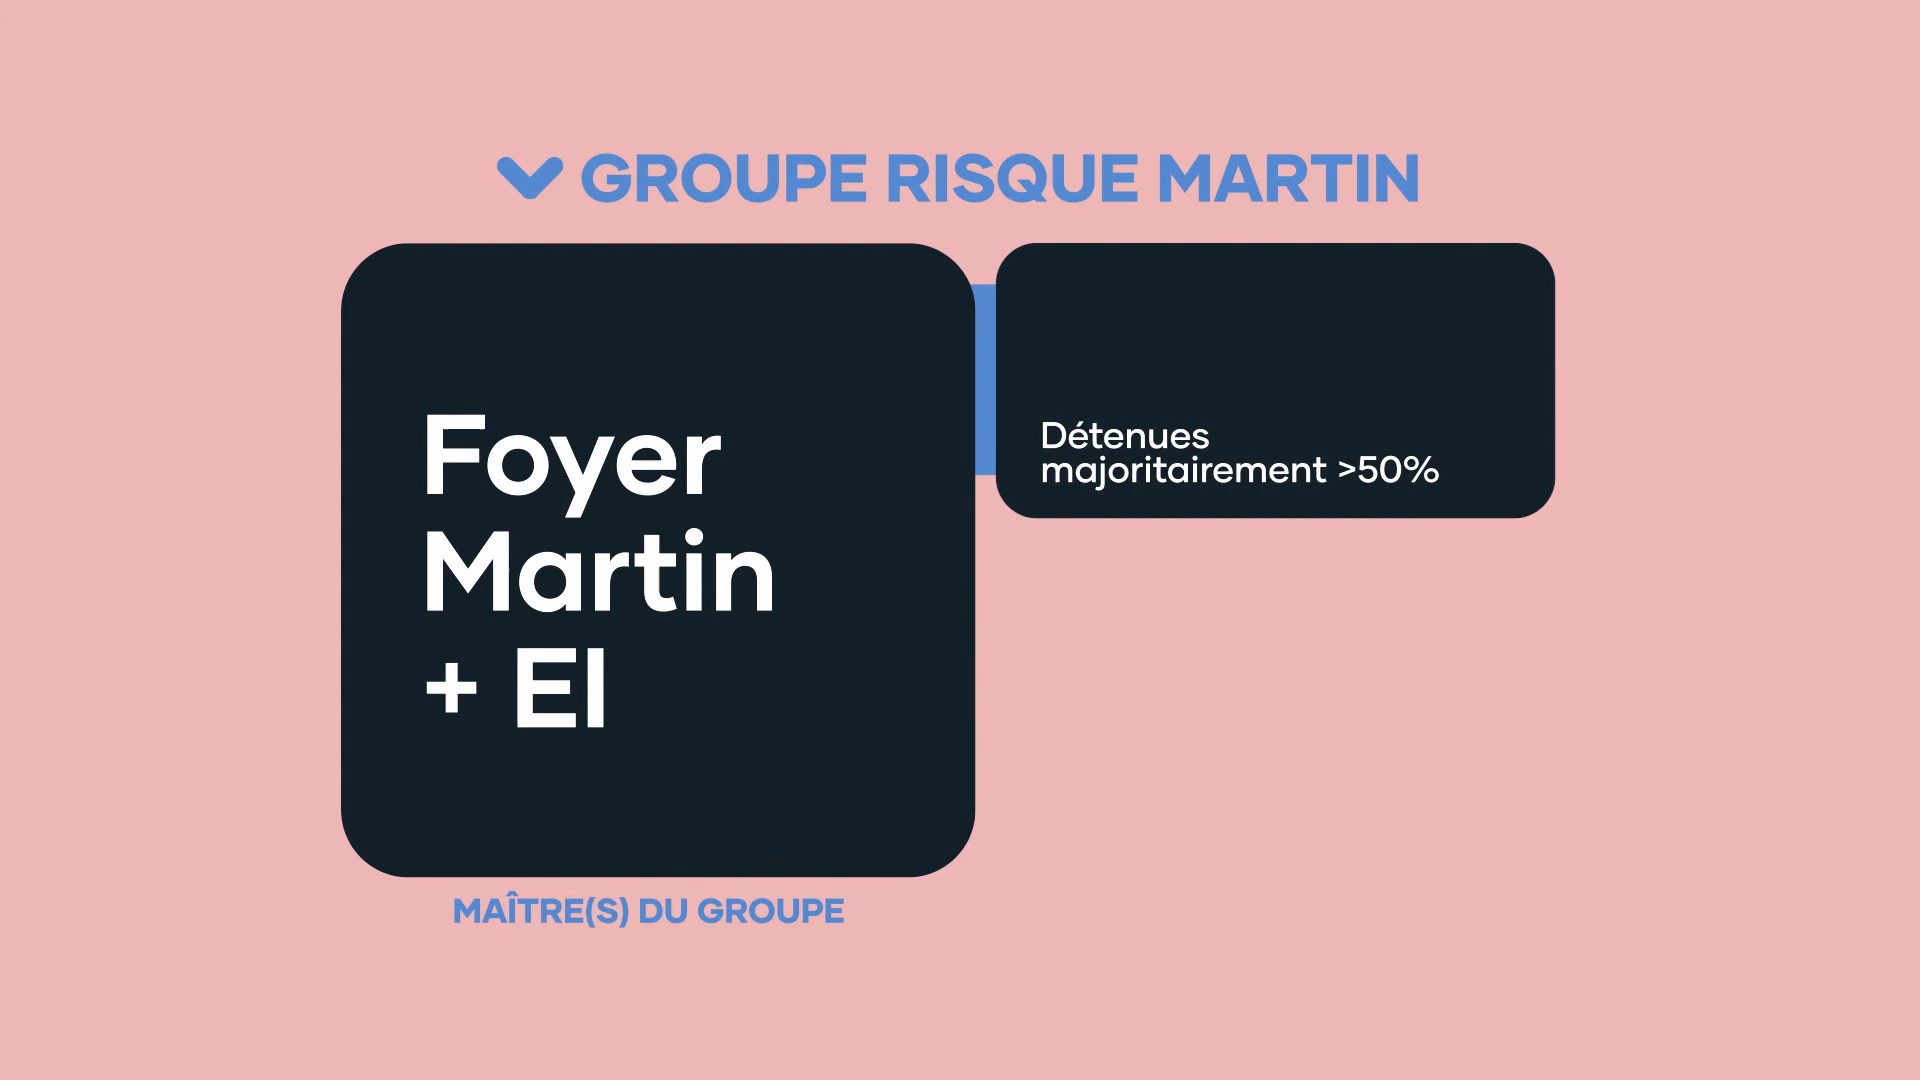 GROUPE RISQUE MARTIN
Foyer
Martin
+ EI
Détenues
majoritairement >50%
MAÎTRE(S) DU GROUPE